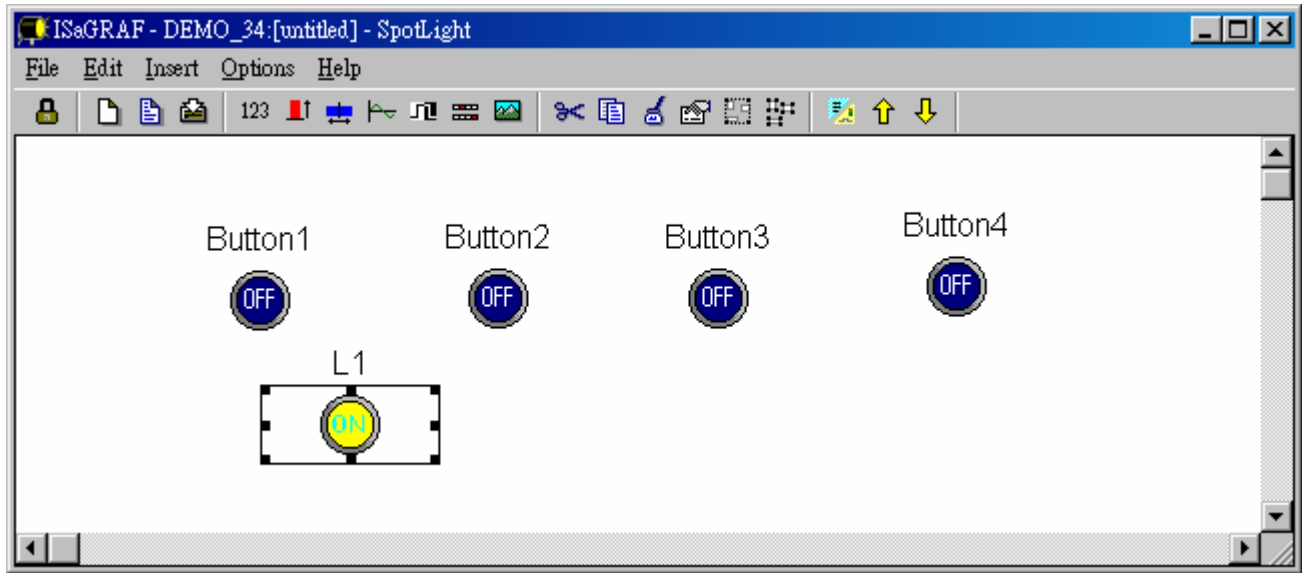 ISaGRAF - DEMO_34:[untitled] - SpotLight
File Edit Insert Options Help
123
Button1 Button2 Button3 Button4
OFF OFF OFF OFF
L1
ON